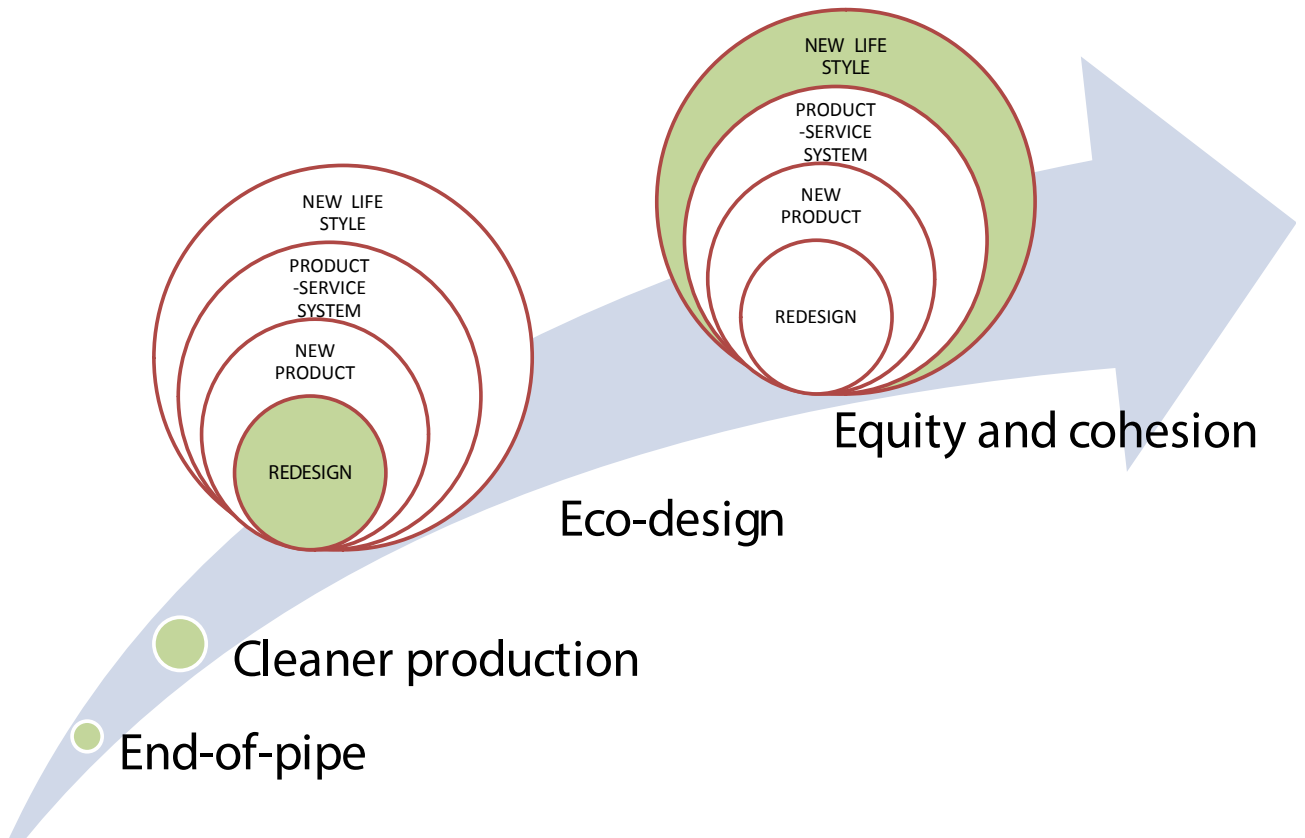 NEW LIFE
STYLE
PRODUCT
-SERVICE
SYSTEM
NEW
PRODUCT
REDESIGN
NEW LIFE
STYLE
PRODUCT
-SERVICE
SYSTEM
NEW
PRODUCT
REDESIGN
Equity and cohesion
Eco-design
Cleaner production
End-of-pipe